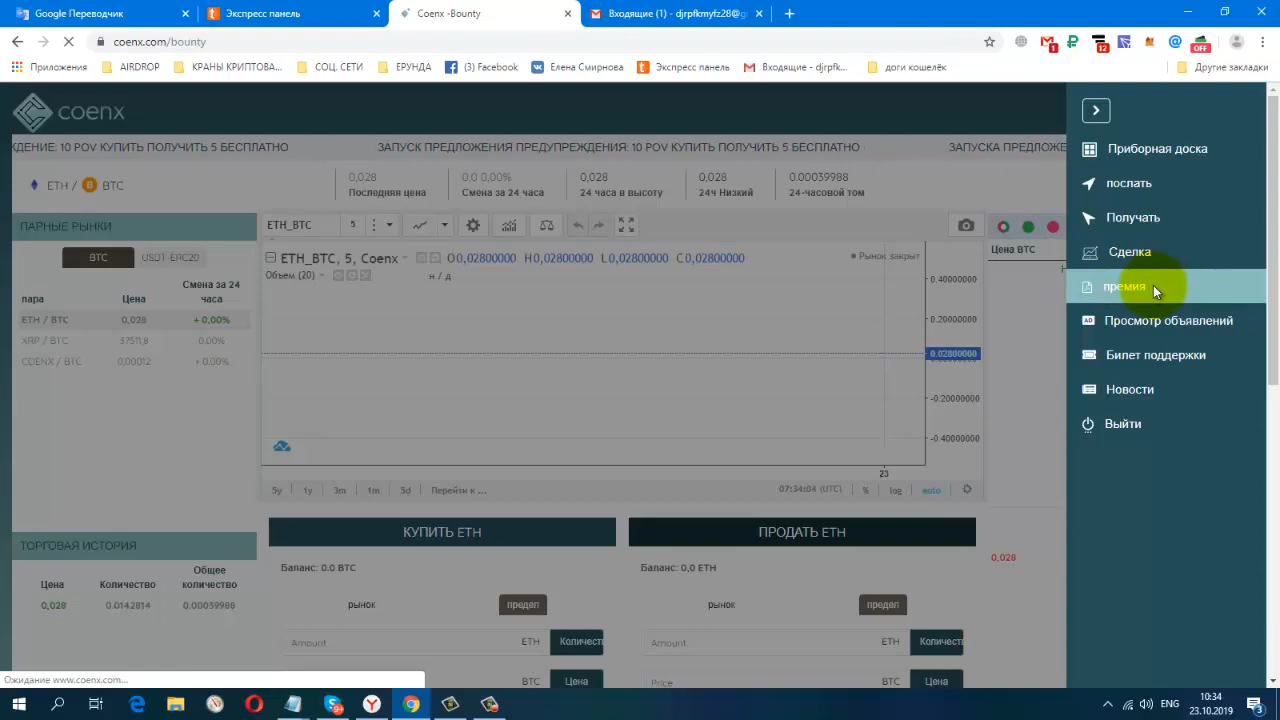 Google Переводчик
Экспресс панель
Coenx -Bounty
Входящие (1) - djrpfkmyfz28@g
coenx.com/bounty
1
12
OFF
Приложения
AIRDROP
КРАНЫ КРИПТОВА...
СОЦ. СЕТИ
ЕРУНДА
(3) Facebook
Елена Смирнова
Экспресс панель
Входящие - djrpfk...
доги кошелёк
Другие закладки
coenx
КДЕНИЕ: 10 POV КУПИТЬ ПОЛУЧИТЬ 5 БЕСПЛАТНО
ЗАПУСК ПРЕДЛОЖЕНИЯ ПРЕДУПРЕЖДЕНИЯ: 10 POV КУПИТЬ ПОЛУЧИТЬ 5 БЕСПЛАТНО
ЗАПУСКА ПРЕДЛОЖЕ
ETH / BTC
0,028
Последняя цена
0.0 0,00%
Смена за 24 часа
0,028
24 часа в высоту
0,028
24ч Низкий
0.00039988
24-часовой том
ПАРНЫЕ РЫНКИ
BTC
USDT ERC20
пара
Цена
Смена за 24 часа
ETH / BTC
0,028
+ 0,00%
XRP / BTC
37511,8
0.00%
COENX / BTC
0,00012
+ 0.00%
ТОРГОВАЯ ИСТОРИЯ
Цена
Количество
Общее количество
0,028
0.0142814
0.00039988
ETH_BTC
5
ETH_BTC, 5, Coenx
O0,02800000 H0,02800000 L0,02800000 C0,02800000
Рынок закрыт
Объем (20)
н / д
0.40000000
0.20000000
0.02800000
-0.20000000
-0.40000000
23
5y
1y
3m
1m
5d
Перейти к ...
07:34:04 (UTC)
%
log
auto
Цена BTC
0,028
КУПИТЬ ETH
Баланс: 0.0 BTC
рынок
предел
Amount
ETH
Количест
BTC
Цена
ПРОДАТЬ ETH
Баланс: 0,0 ETH
рынок
предел
Amount
ETH
Количест
Price
BTC
Цена
Приборная доска
послать
Получать
Сделка
премия
Просмотр объявлений
Билет поддержки
Новости
Выйти
Ожидание www.coenx.com...
ENG
10:34
23.10.2019
3